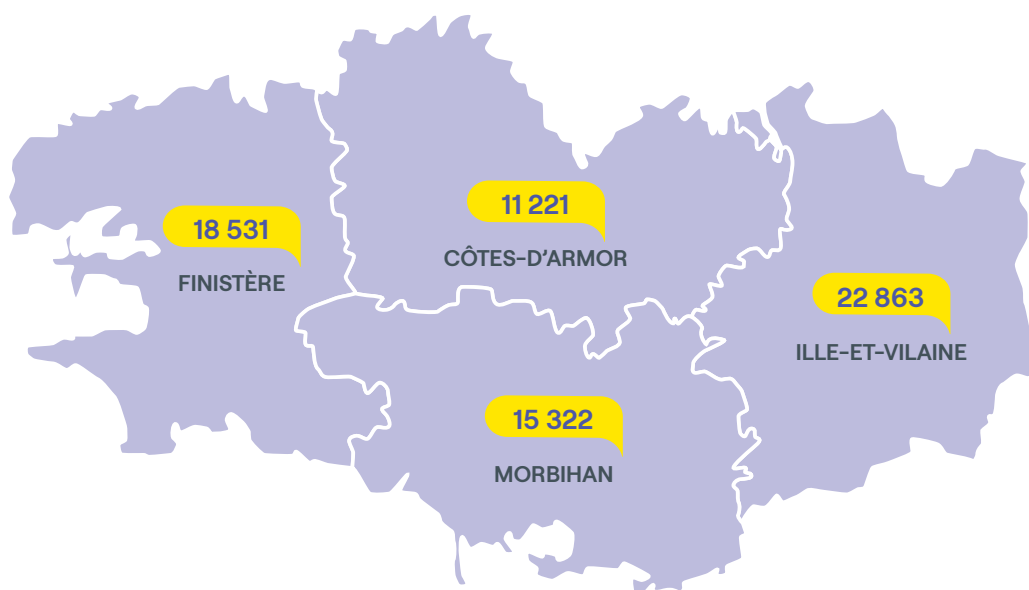 18 531
FINISTÈRE
11 221
CÔTES-D'ARMOR
22 863
ILLE-ET-VILAINE
15 322
MORBIHAN